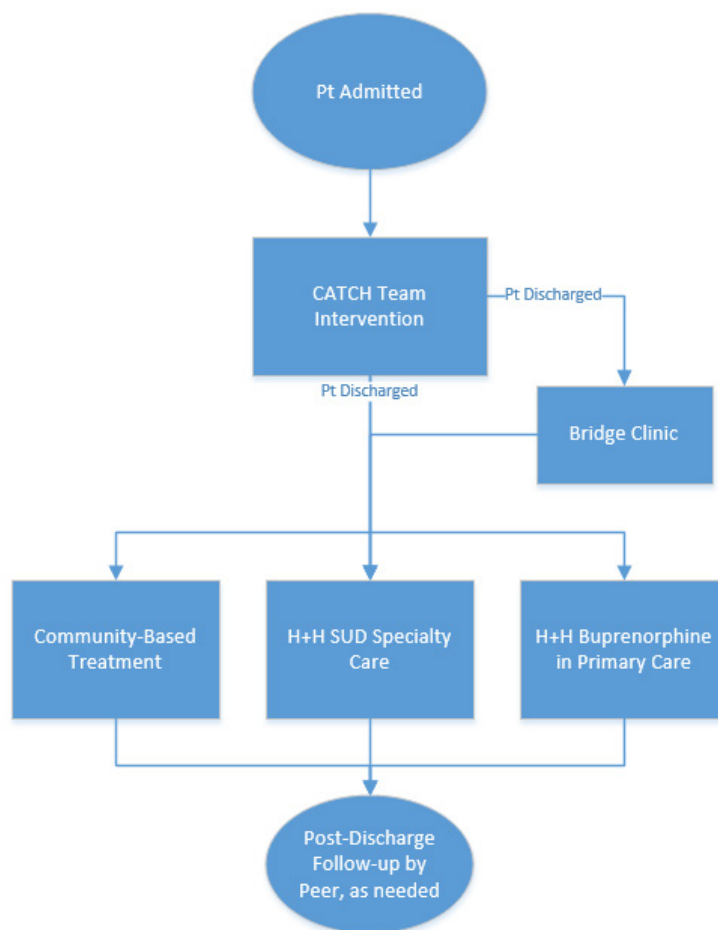 Pt Admitted
CATCH Team
Intervention
Pt Discharged
Pt Discharged
Bridge Clinic
Community-Based
Treatment
H+H SUD Specialty
Care
H+H Buprenorphine
in Primary Care
Post-Discharge
Follow-up by
Peer, as needed